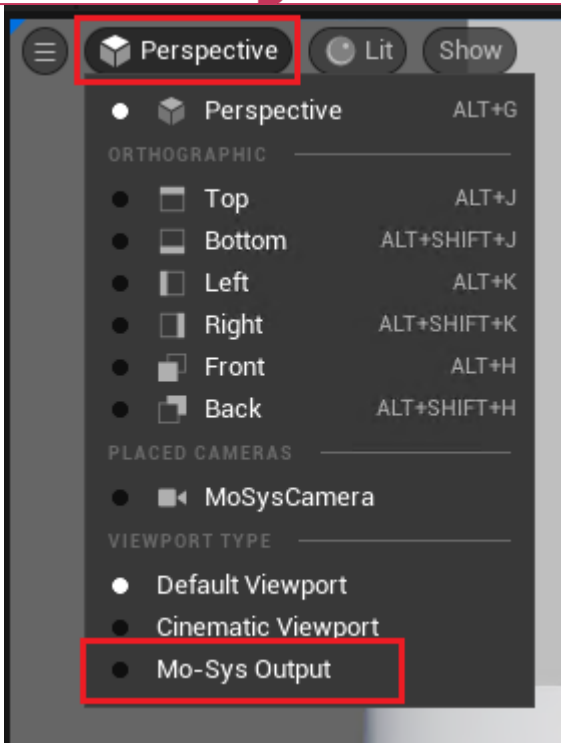 Perspective Lit Show
Perspective ALT+G
ORTHOGRAPHIC
Top ALT+J
Bottom ALT+SHIFT+J
Left ALT+K
Right ALT+SHIFT+K
Front ALT+H
Back ALT+SHIFT+H
PLACED CAMERAS
MoSysCamera
VIEWPORT TYPE
Default Viewport
Cinematic Viewport
Mo-Sys Output